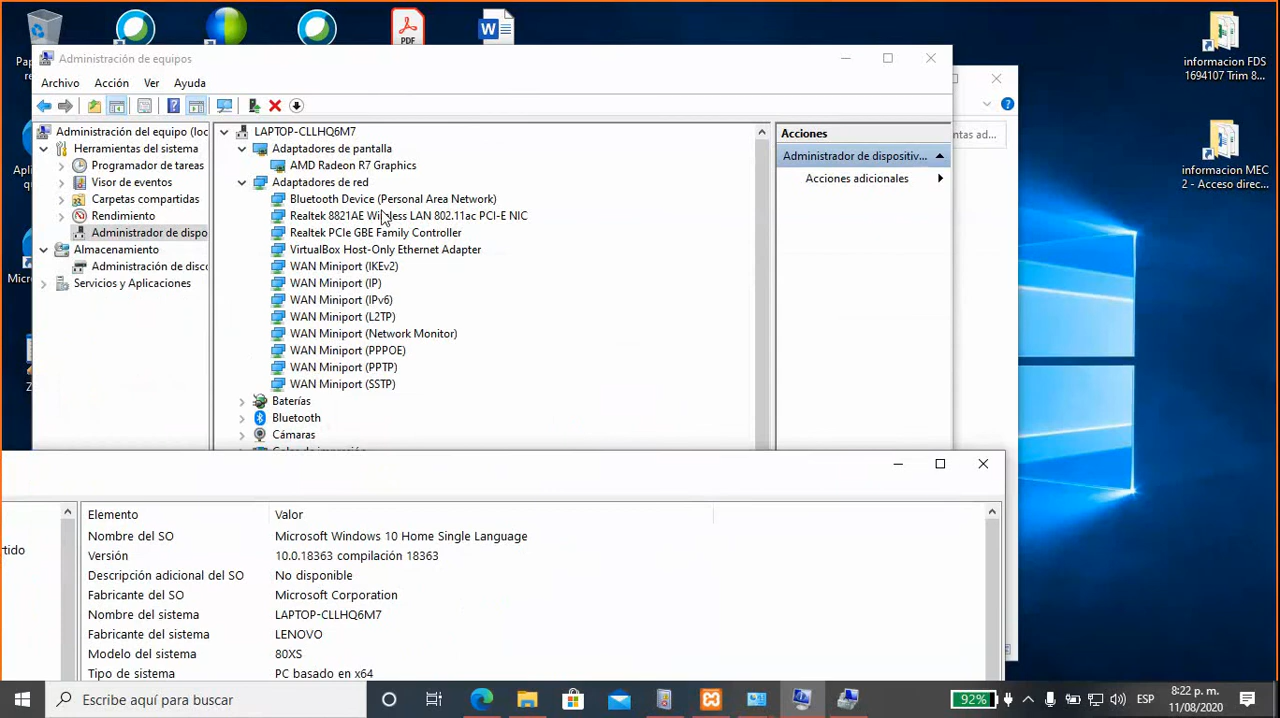 PDF
Administración de equipos
Archivo Acción Ver Ayuda
Administración del equipo (loc
Herramientas del sistema
Programador de tareas
Visor de eventos
Carpetas compartidas
Rendimiento
Administrador de dispo
Almacenamiento
Administración de disco
Servicios y Aplicaciones
LAPTOP-CLLHQ6M7
Adaptadores de pantalla
AMD Radeon R7 Graphics
Adaptadores de red
Bluetooth Device (Personal Area Network)
Realtek 8821AE Wireless LAN 802.11ac PCI-E NIC
Realtek PCIe GBE Family Controller
VirtualBox Host-Only Ethernet Adapter
WAN Miniport (IKEv2)
WAN Miniport (IP)
WAN Miniport (IPv6)
WAN Miniport (L2TP)
WAN Miniport (Network Monitor)
WAN Miniport (PPPOE)
WAN Miniport (PPTP)
WAN Miniport (SSTP)
Baterías
Bluetooth
Cámaras
Acciones
Administrador de dispositiv...
Acciones adicionales
ntas ad...
informacion FDS
1694107 Trim 8...
informacion MEC
2 - Acceso direc...
rtido
Elemento Valor
Nombre del SO Microsoft Windows 10 Home Single Language
Versión 10.0.18363 compilación 18363
Descripción adicional del SO No disponible
Fabricante del SO Microsoft Corporation
Nombre del sistema LAPTOP-CLLHQ6M7
Fabricante del sistema LENOVO
Modelo del sistema 80XS
Tipo de sistema PC basado en x64
Escribe aquí para buscar
92%
ESP
8:22 p. m.
11/08/2020